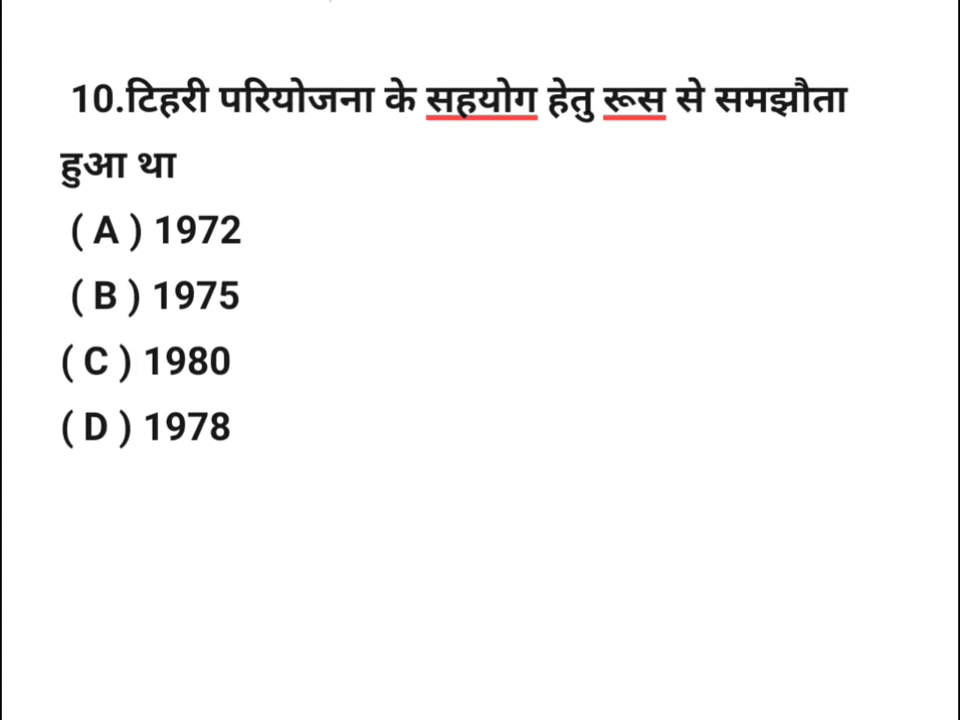 10.टिहरी परियोजना के सहयोग हेतु रूस से समझौता
हुआ था
( A ) 1972
( B ) 1975
( C ) 1980
( D ) 1978